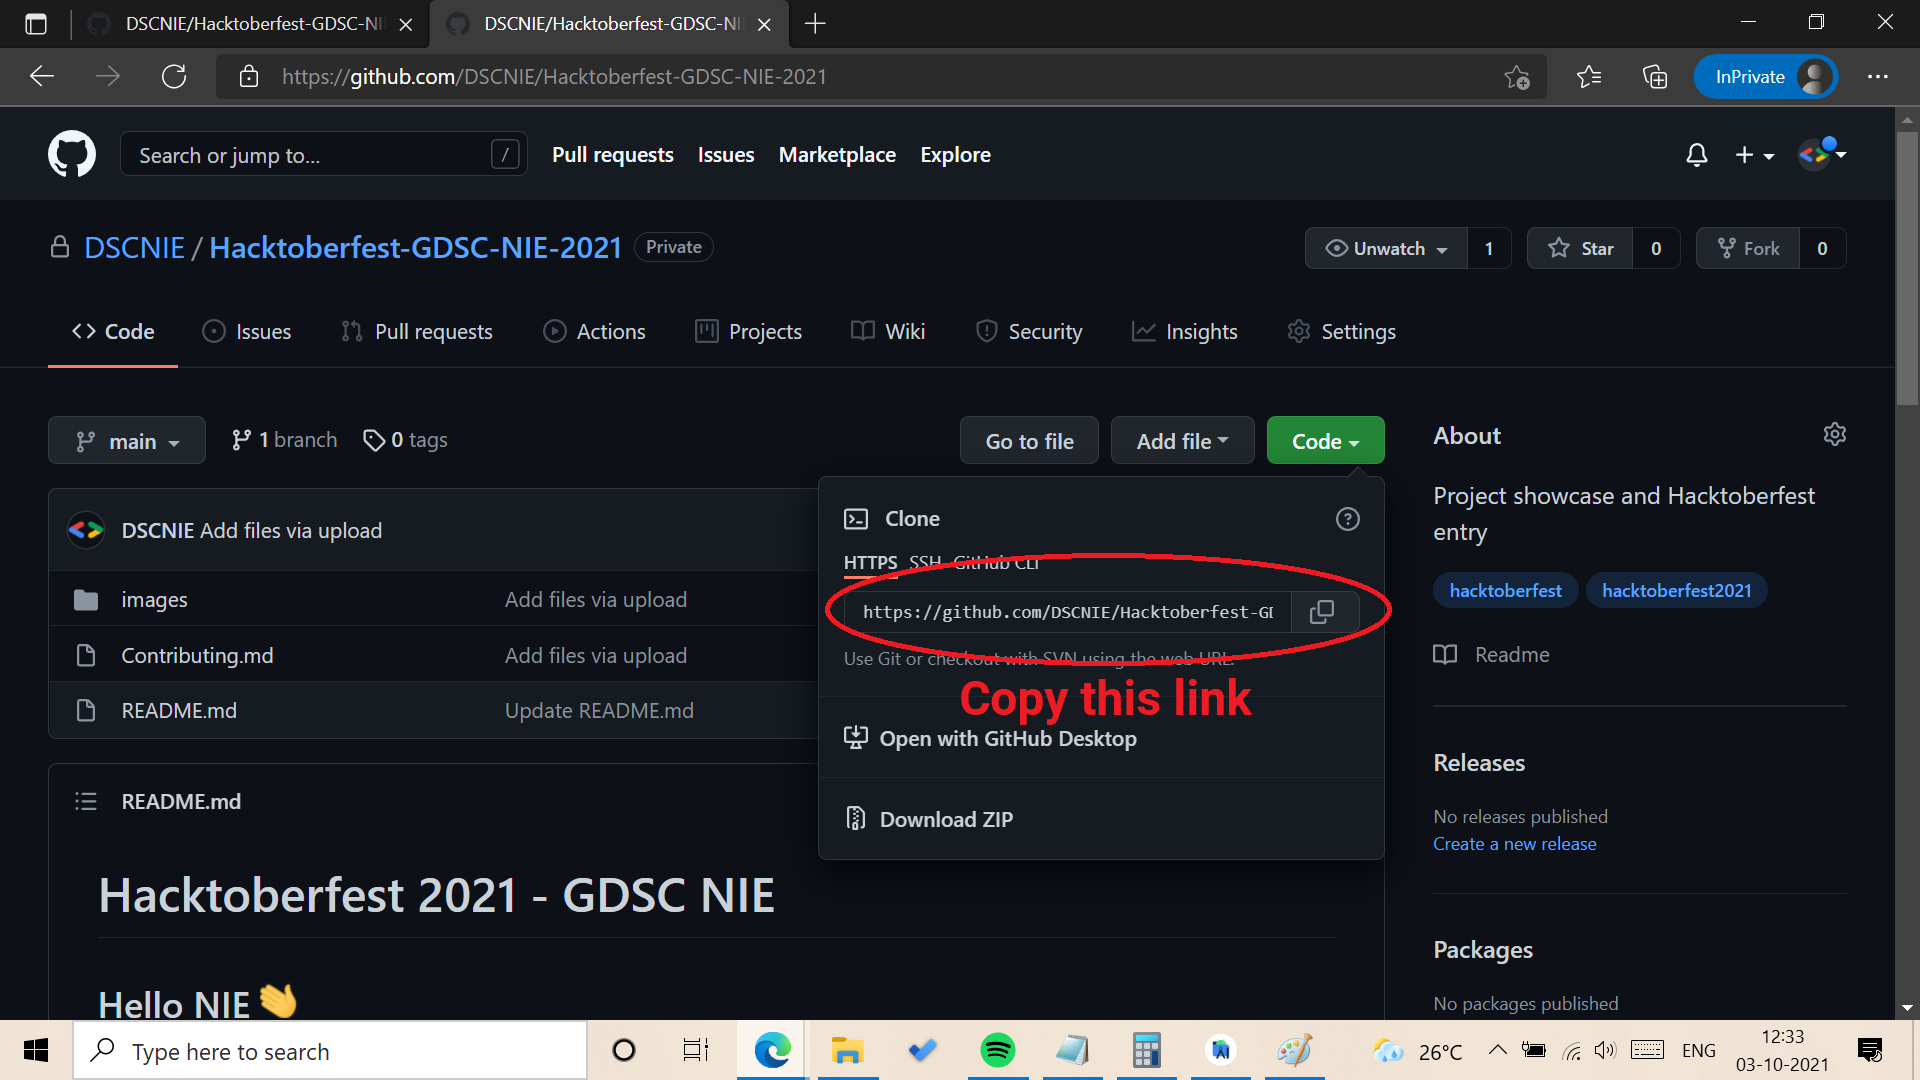 DSCNIE/Hacktoberfest-GDSC-NI
DSCNIE/Hacktoberfest-GDSC-NI
https://github.com/DSCNIE/Hacktoberfest-GDSC-NIE-2021
InPrivate
Search or jump to... /
Pull requests Issues Marketplace Explore
DSCNIE / Hacktoberfest-GDSC-NIE-2021 Private
Unwatch 1 Star 0 Fork 0
Code Issues Pull requests Actions Projects Wiki Security Insights Settings
main 1 branch 0 tags
Go to file Add file Code
DSCNIE Add files via upload
images Add files via upload
Contributing.md Add files via upload
README.md Update README.md
Clone
HTTPS SSH GitHub CLI
https://github.com/DSCNIE/Hacktoberfest-GD
Use Git or checkout with SVN using the web URL.
Copy this link
Open with GitHub Desktop
Download ZIP
README.md
Hacktoberfest 2021 - GDSC NIE
Hello NIE 👋
About
Project showcase and Hacktoberfest
entry
hacktoberfest hacktoberfest2021
Readme
Releases
No releases published
Create a new release
Packages
No packages published
Type here to search
26°C
ENG
12:33
03-10-2021